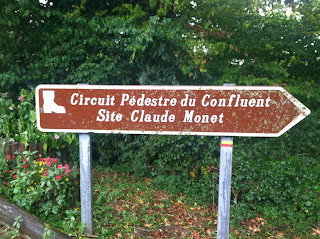 Circuit Pédestre du Confluent
Site Claude Monet